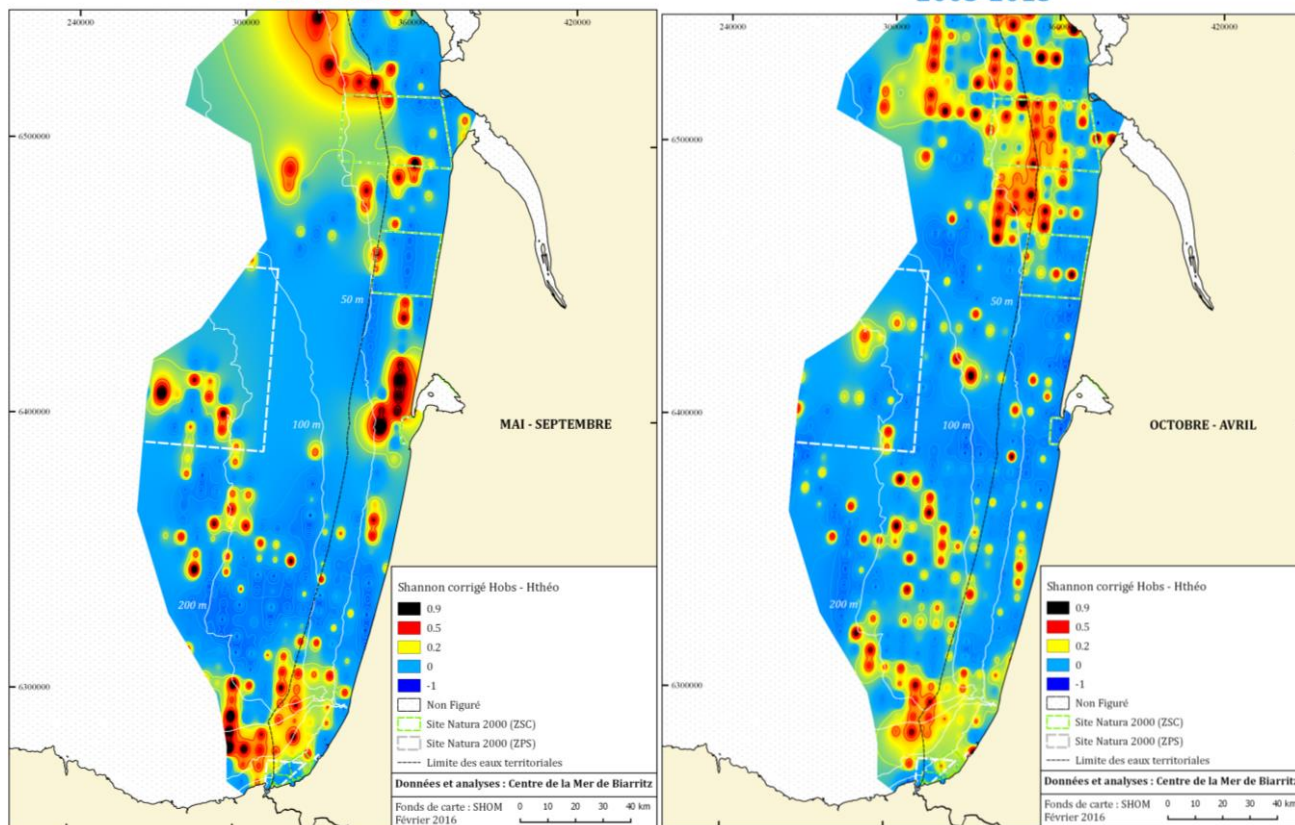 240000
300000
360000
420000
6500000
6400000
6300000
50 m
100 m
200 m
MAI - SEPTEMBRE
Shannon corrigé Hobs - Hthéo
0.9
0.5
0.2
0
-1
Non Figuré
Site Natura 2000 (ZSC)
Site Natura 2000 (ZPS)
Limite des eaux territoriales
Données et analyses : Centre de la Mer de Biarritz
Fonds de carte : SHOM
Février 2016
0 10 20 30 40 km
240000
300000
360000
420000
6500000
6400000
6300000
50 m
100 m
200 m
OCTOBRE - AVRIL
Shannon corrigé Hobs - Hthéo
0.9
0.5
0.2
0
-1
Non Figuré
Site Natura 2000 (ZSC)
Site Natura 2000 (ZPS)
Limite des eaux territoriales
Données et analyses : Centre de la Mer de Biarritz
Fonds de carte : SHOM
Février 2016
0 10 20 30 40 km